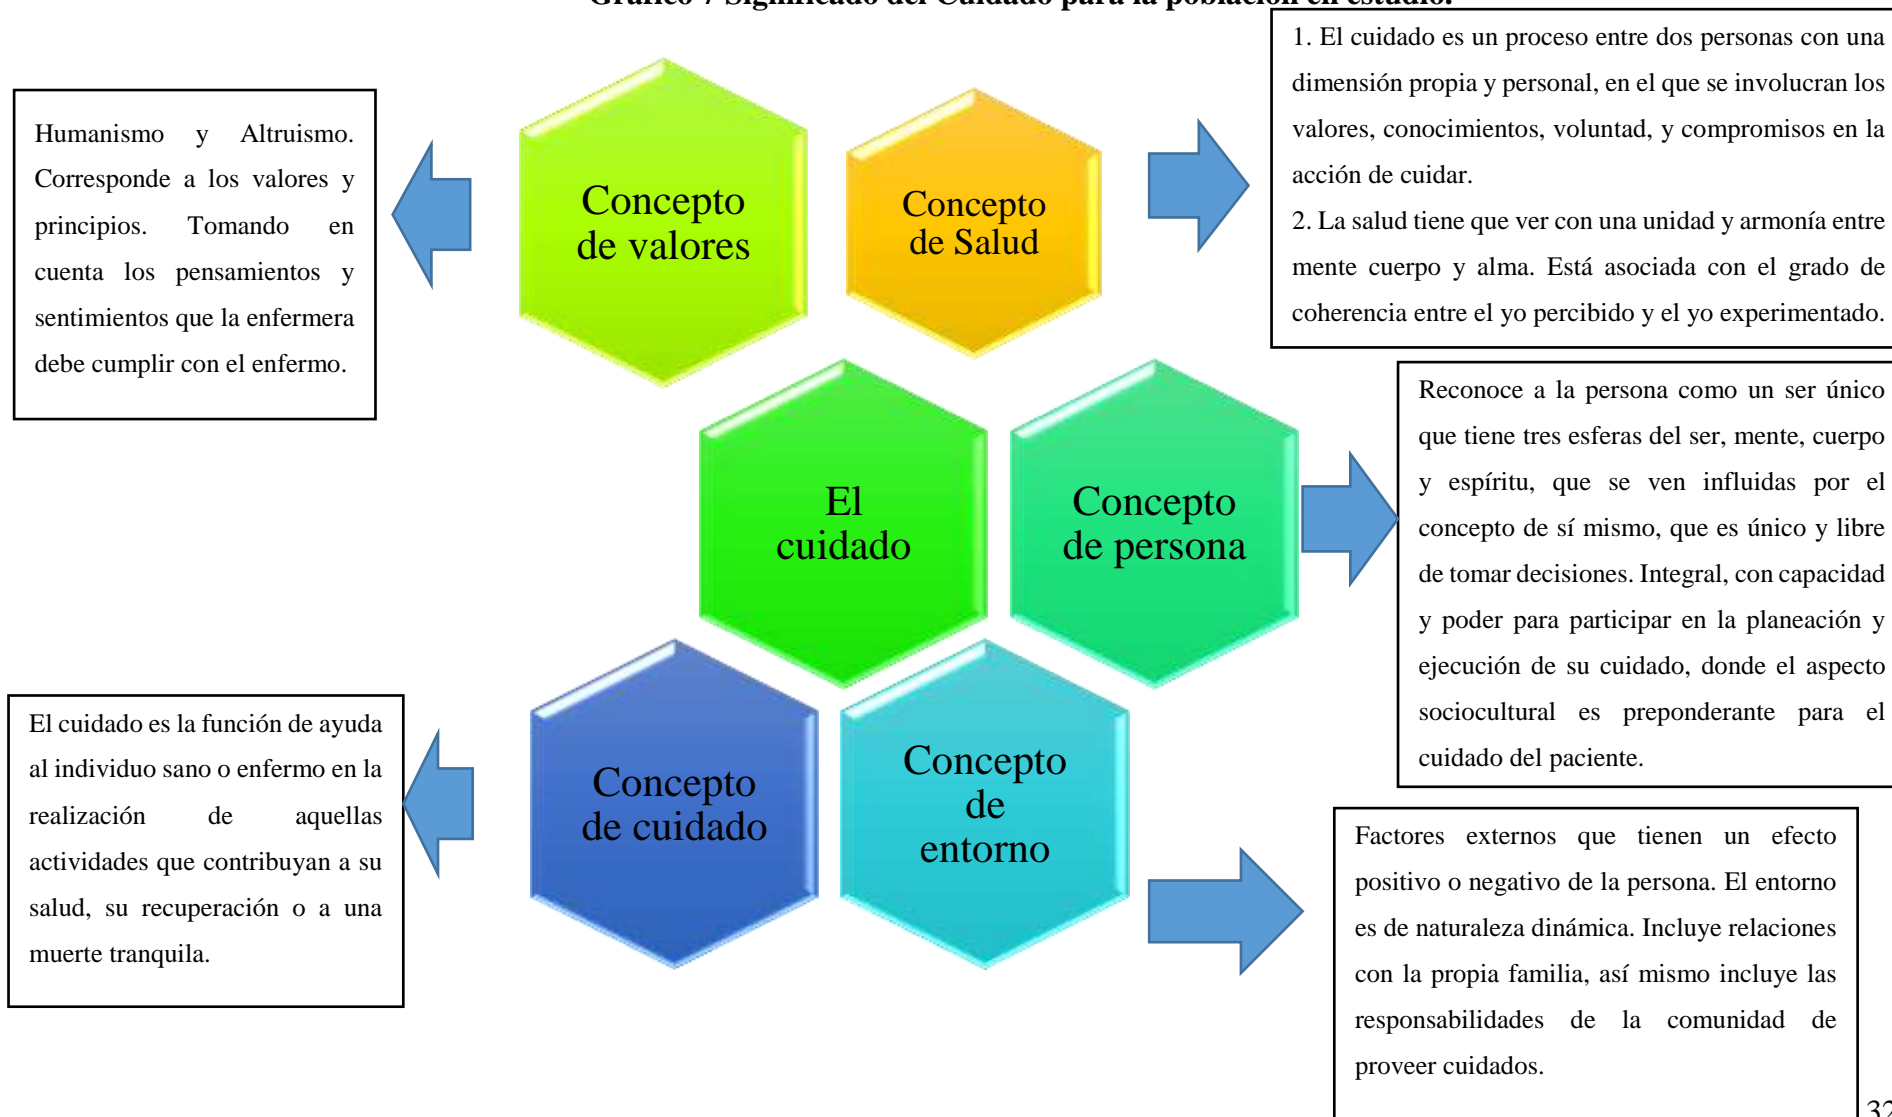 Gráfico 7 Significado del Cuidado para la población en estudio.
Humanismo y Altruismo.
Corresponde a los valores y
principios. Tomando en
cuenta los pensamientos y
sentimientos que la enfermera
debe cumplir con el enfermo.
Concepto
de valores
Concepto
de Salud
1. El cuidado es un proceso entre dos personas con una
dimensión propia y personal, en el que se involucran los
valores, conocimientos, voluntad, y compromisos en la
acción de cuidar.
2. La salud tiene que ver con una unidad y armonía entre
mente cuerpo y alma. Está asociada con el grado de
coherencia entre el yo percibido y el yo experimentado.
El
cuidado
Concepto
de persona
Reconoce a la persona como un ser único
que tiene tres esferas del ser, mente, cuerpo
y espíritu, que se ven influidas por el
concepto de sí mismo, que es único y libre
de tomar decisiones. Integral, con capacidad
y poder para participar en la planeación y
ejecución de su cuidado, donde el aspecto
sociocultural es preponderante para el
cuidado del paciente.
El cuidado es la función de ayuda
al individuo sano o enfermo en la
realización de aquellas
actividades que contribuyan a su
salud, su recuperación o a una
muerte tranquila.
Concepto
de cuidado
Concepto
de
entorno
Factores externos que tienen un efecto
positivo o negativo de la persona. El entorno
es de naturaleza dinámica. Incluye relaciones
con la propia familia, así mismo incluye las
responsabilidades de la comunidad de
proveer cuidados.
32